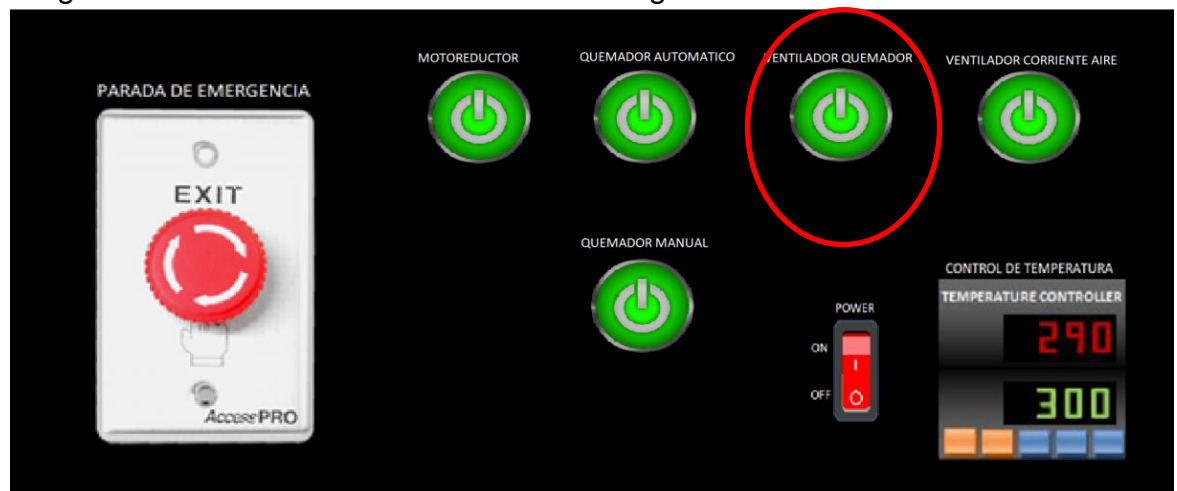 MOTOREDUCTOR
QUEMADOR AUTOMATICO
VENTILADOR QUEMADOR
VENTILADOR CORRIENTE AIRE
PARADA DE EMERGENCIA
EXIT
AccessPRO
QUEMADOR MANUAL
POWER
ON
I
OFF
O
CONTROL DE TEMPERATURA
TEMPERATURE CONTROLLER
290
300